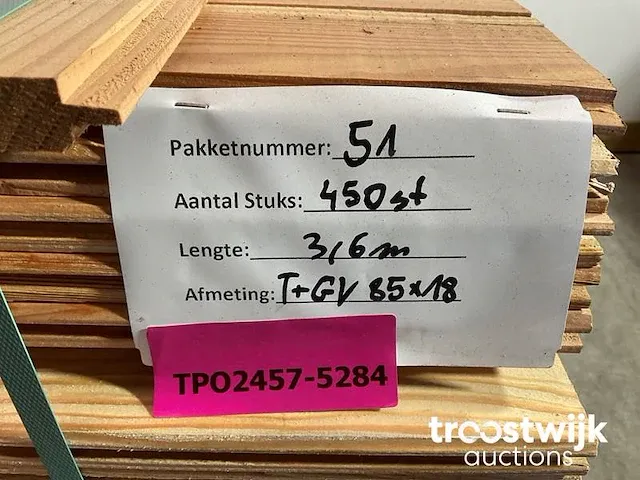 Pakketnummer: 51
Aantal Stuks: 450st
Lengte: 3,6m
Afmeting: T+GV 85x18
TPO2457-5284
troostwijk
auctions